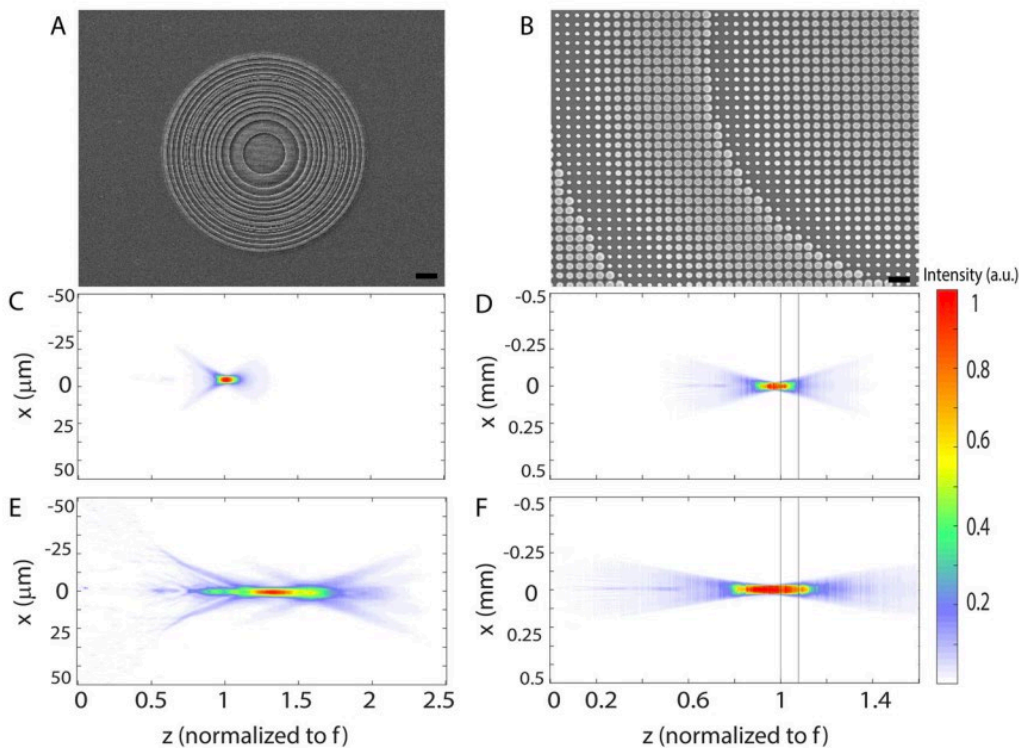 A
B
Intensity (a.u.)
C
-50
-25
0
25
50
x (μm)
D
-0.5
-0.25
0
0.25
0.5
x (mm)
1
0.8
0.6
0.4
0.2
E
-50
-25
0
25
50
x (μm)
0 0.5 1 1.5 2 2.5
z (normalized to f)
F
-0.5
-0.25
0
0.25
0.5
x (mm)
0 0.2 0.6 1 1.4
z (normalized to f)